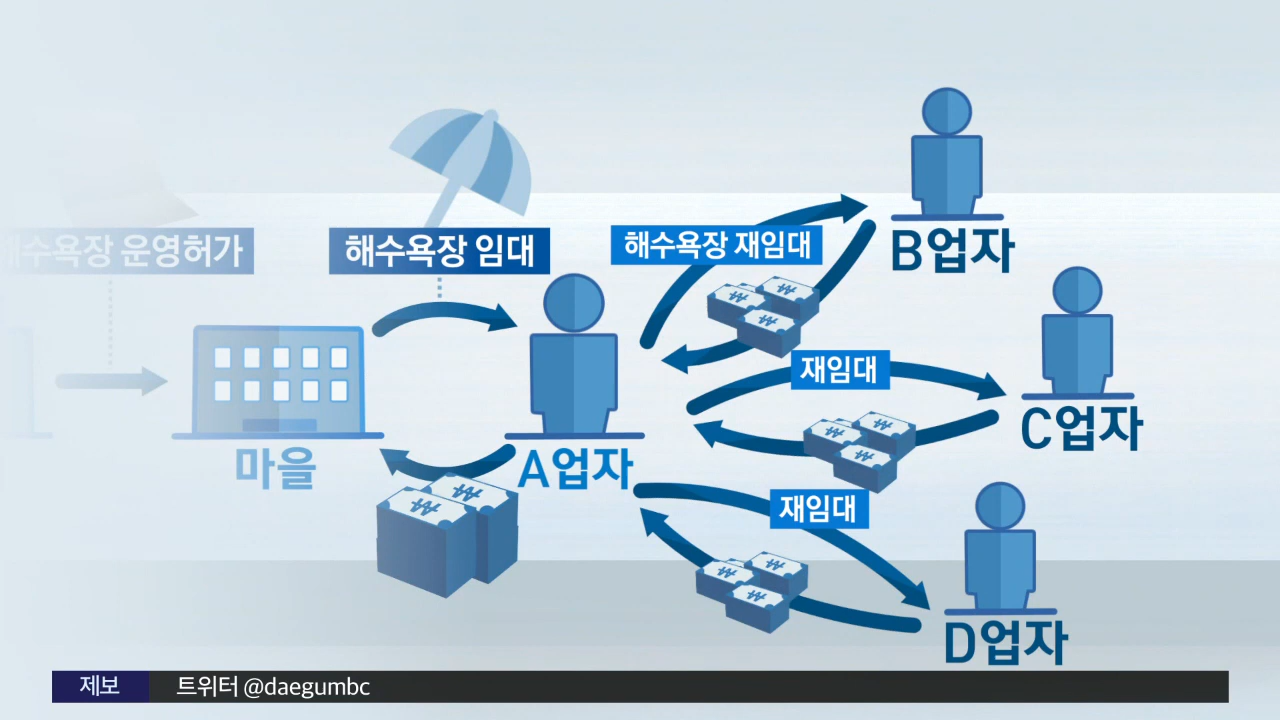 해수욕장 운영허가
해수욕장 임대
해수욕장 재임대
B업자
재임대
C업자
마을
A업자
재임대
D업자
제보 트위터 @daegumbc